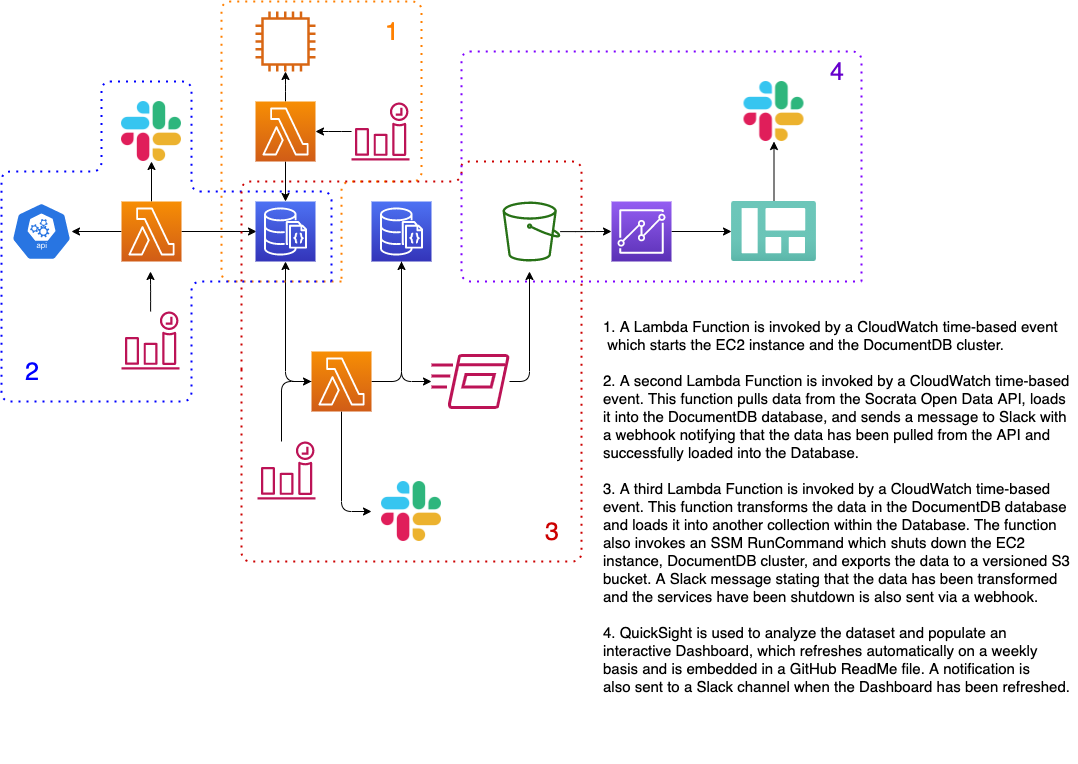 1
4
api
2
3
1. A Lambda Function is invoked by a CloudWatch time-based event
which starts the EC2 instance and the DocumentDB cluster.
2. A second Lambda Function is invoked by a CloudWatch time-based
event. This function pulls data from the Socrata Open Data API, loads
it into the DocumentDB database, and sends a message to Slack with
a webhook notifying that the data has been pulled from the API and
successfully loaded into the Database.
3. A third Lambda Function is invoked by a CloudWatch time-based
event. This function transforms the data in the DocumentDB database
and loads it into another collection within the Database. The function
also invokes an SSM RunCommand which shuts down the EC2
instance, DocumentDB cluster, and exports the data to a versioned S3
bucket. A Slack message stating that the data has been transformed
and the services have been shutdown is also sent via a webhook.
4. QuickSight is used to analyze the dataset and populate an
interactive Dashboard, which refreshes automatically on a weekly
basis and is embedded in a GitHub ReadMe file. A notification is
also sent to a Slack channel when the Dashboard has been refreshed.